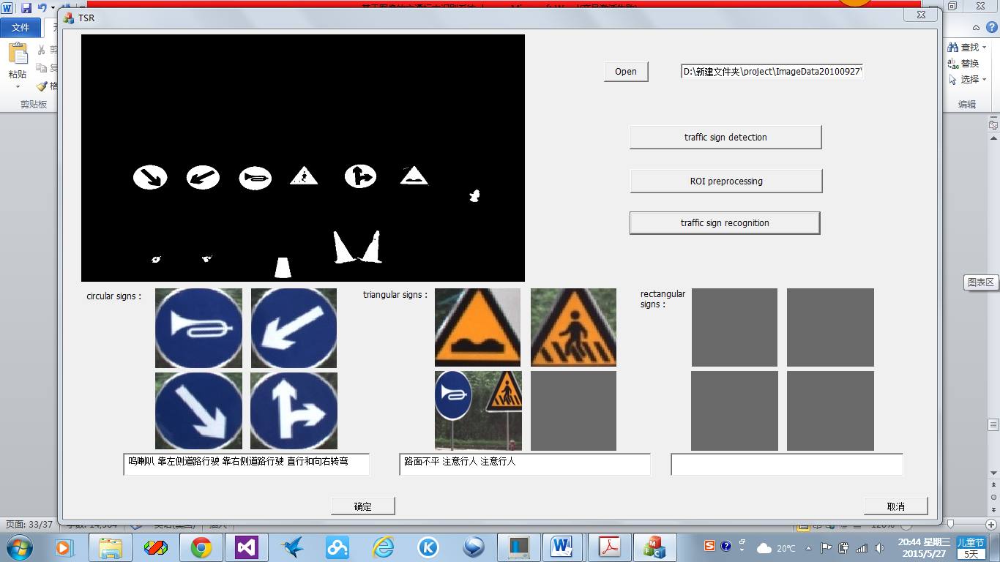 TSR
文件
粘贴
剪
复
格
剪贴板
查找
替换
选择
编辑
Open
D:\新建文件夹\project\ImageData20100927\
traffic sign detection
ROI preprocessing
traffic sign recognition
图表区
circular signs :
triangular signs :
rectangular
signs :
鸣喇叭 靠左侧道路行驶 靠右侧道路行驶 直行和向右转弯
路面不平 注意行人 注意行人
确定
取消
页面: 33/37
20℃
20:44 星期三
2015/5/27
儿童节
5天